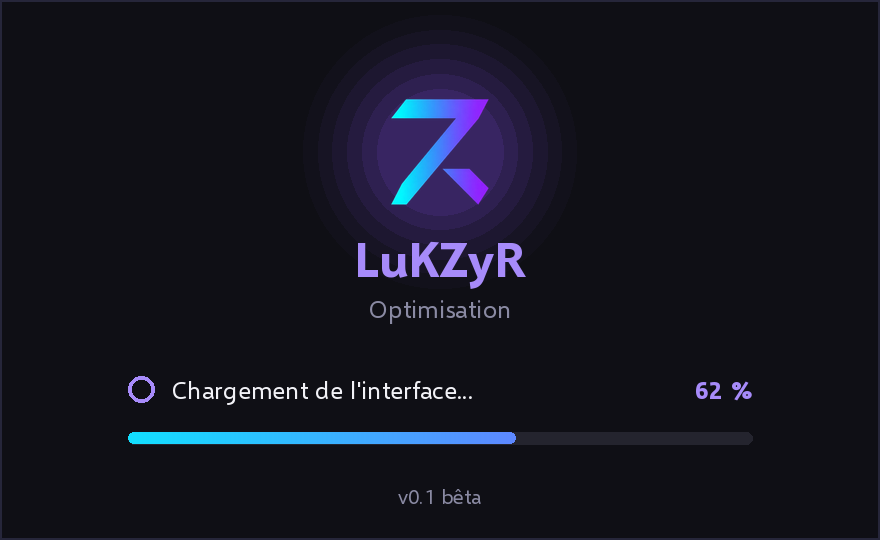 LuKZyR
Optimisation
Chargement de l'interface...
62 %
v0.1 bêta